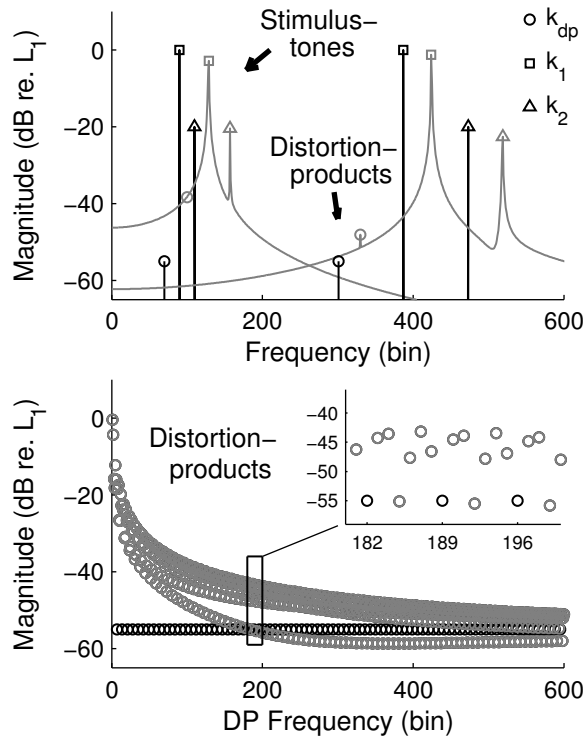 Stimulus−
tones
Distortion−
products
k_dp
k_1
k_2
Magnitude (dB re. L_1)
0
−20
−40
−60
0 200 400 600
Frequency (bin)
Distortion−
products
Magnitude (dB re. L_1)
0
−20
−40
−60
−40
−45
−50
−55
182 189 196
0 200 400 600
DP Frequency (bin)